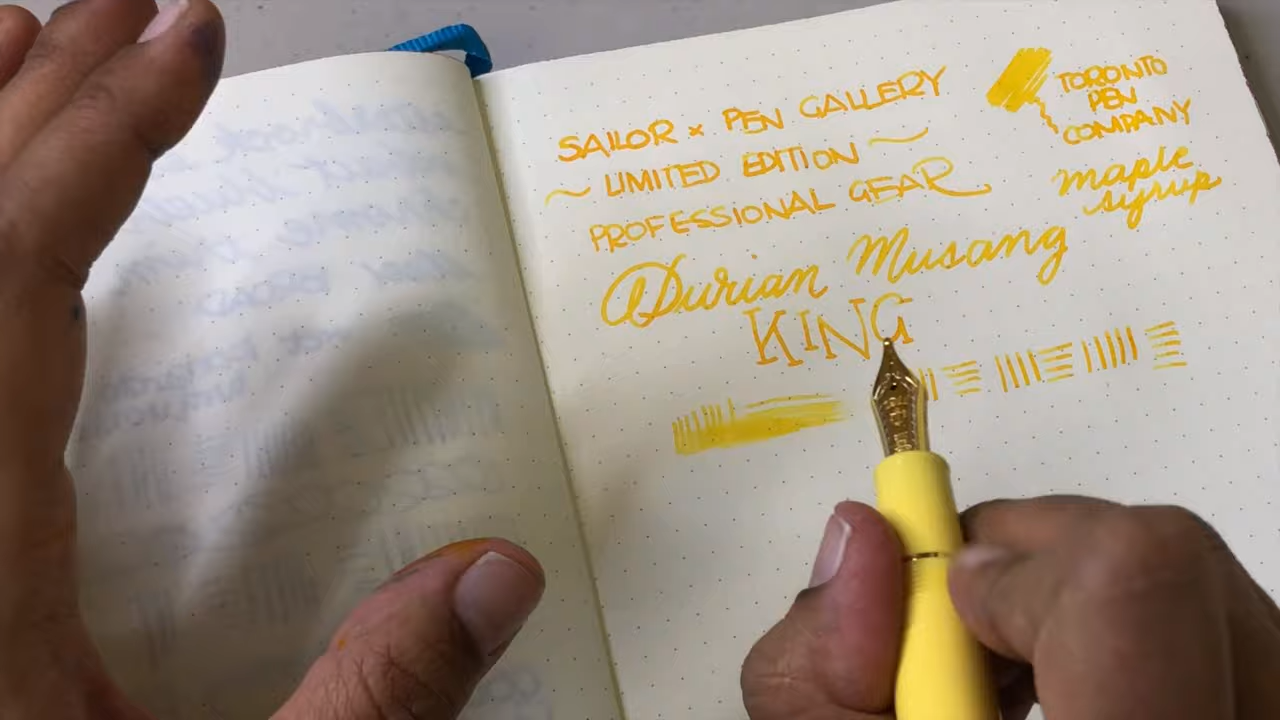 SAILOR x PEN GALLERY
~ LIMITED EDITION ~
PROFESSIONAL GEAR
Durian Musang
KING
TORONTO
PEN
COMPANY
maple
syrup